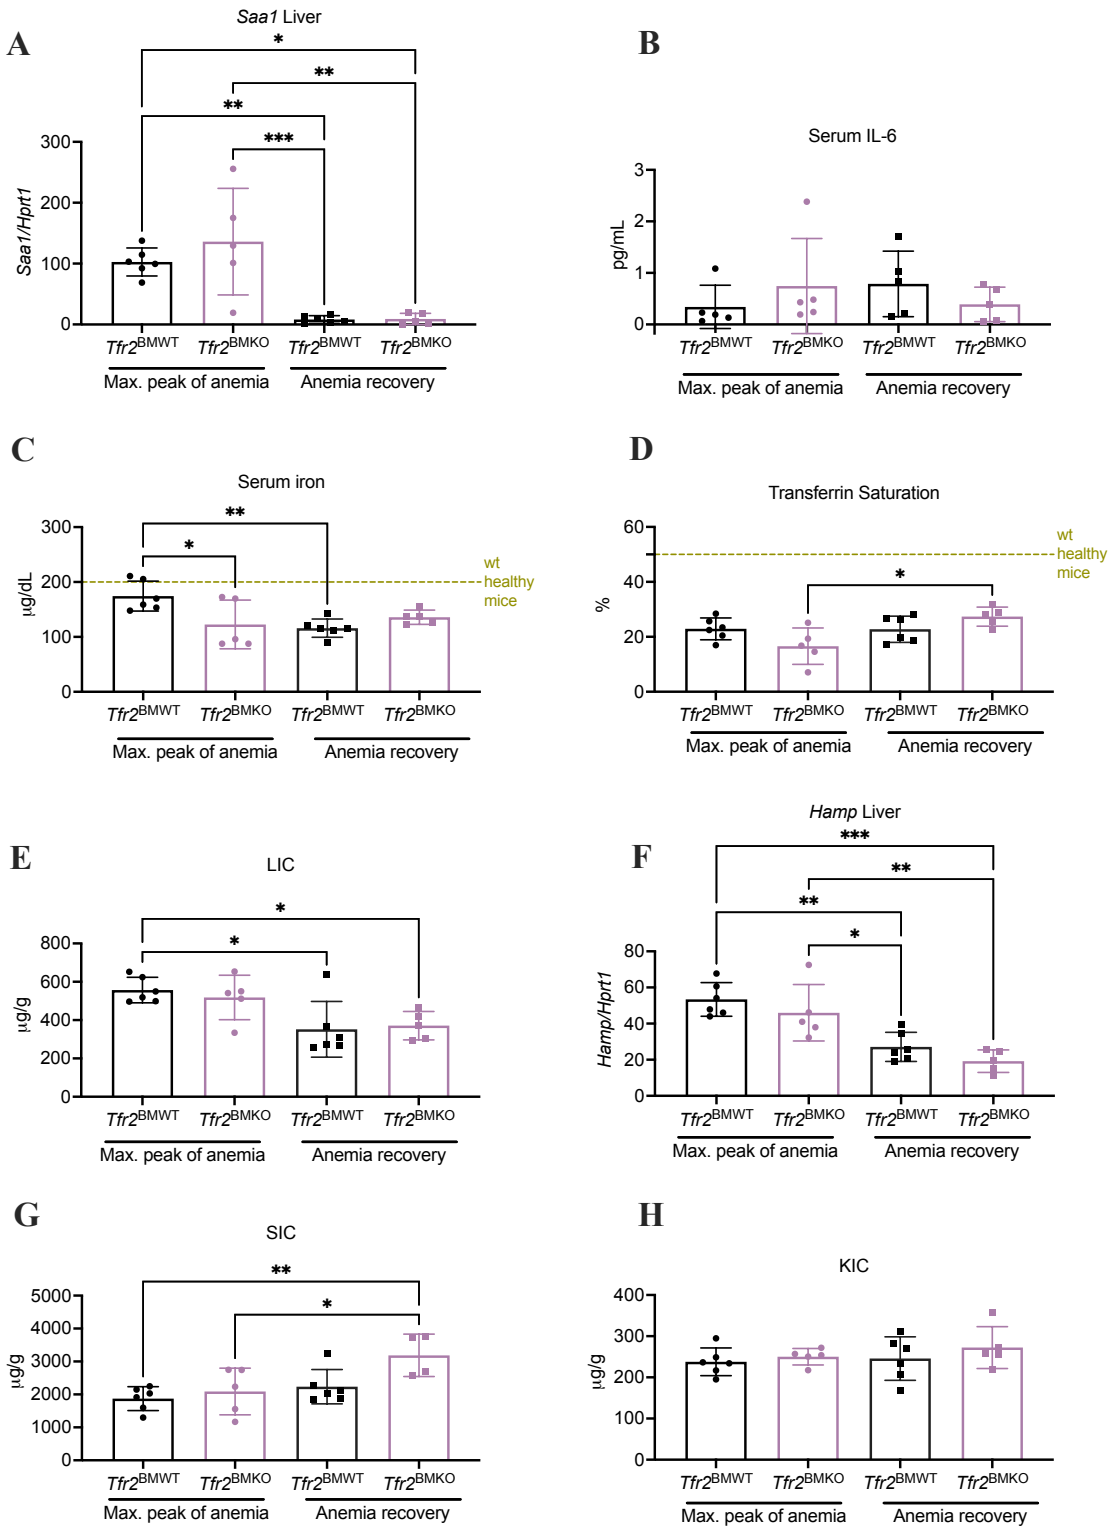 A
Saa1 Liver
*
**
**
***
300
200
100
0
Saa1/Hprt1
Tfr2BMWT Tfr2BMKO Tfr2BMWT Tfr2BMKO
Max. peak of anemia Anemia recovery
B
Serum IL-6
3
2
1
0
pg/mL
Tfr2BMWT Tfr2BMKO Tfr2BMWT Tfr2BMKO
Max. peak of anemia Anemia recovery
C
Serum iron
**
*
300
200
100
0
µg/dL
wt
healthy
mice
Tfr2BMWT Tfr2BMKO Tfr2BMWT Tfr2BMKO
Max. peak of anemia Anemia recovery
D
Transferrin Saturation
*
60
40
20
0
%
wt
healthy
mice
Tfr2BMWT Tfr2BMKO Tfr2BMWT Tfr2BMKO
Max. peak of anemia Anemia recovery
E
LIC
*
*
800
600
400
200
0
µg/g
Tfr2BMWT Tfr2BMKO Tfr2BMWT Tfr2BMKO
Max. peak of anemia Anemia recovery
F
Hamp Liver
***
**
**
*
80
60
40
20
0
Hamp/Hprt1
Tfr2BMWT Tfr2BMKO Tfr2BMWT Tfr2BMKO
Max. peak of anemia Anemia recovery
G
SIC
**
*
5000
4000
3000
2000
1000
0
µg/g
Tfr2BMWT Tfr2BMKO Tfr2BMWT Tfr2BMKO
Max. peak of anemia Anemia recovery
H
KIC
400
300
200
100
0
µg/g
Tfr2BMWT Tfr2BMKO Tfr2BMWT Tfr2BMKO
Max. peak of anemia Anemia recovery